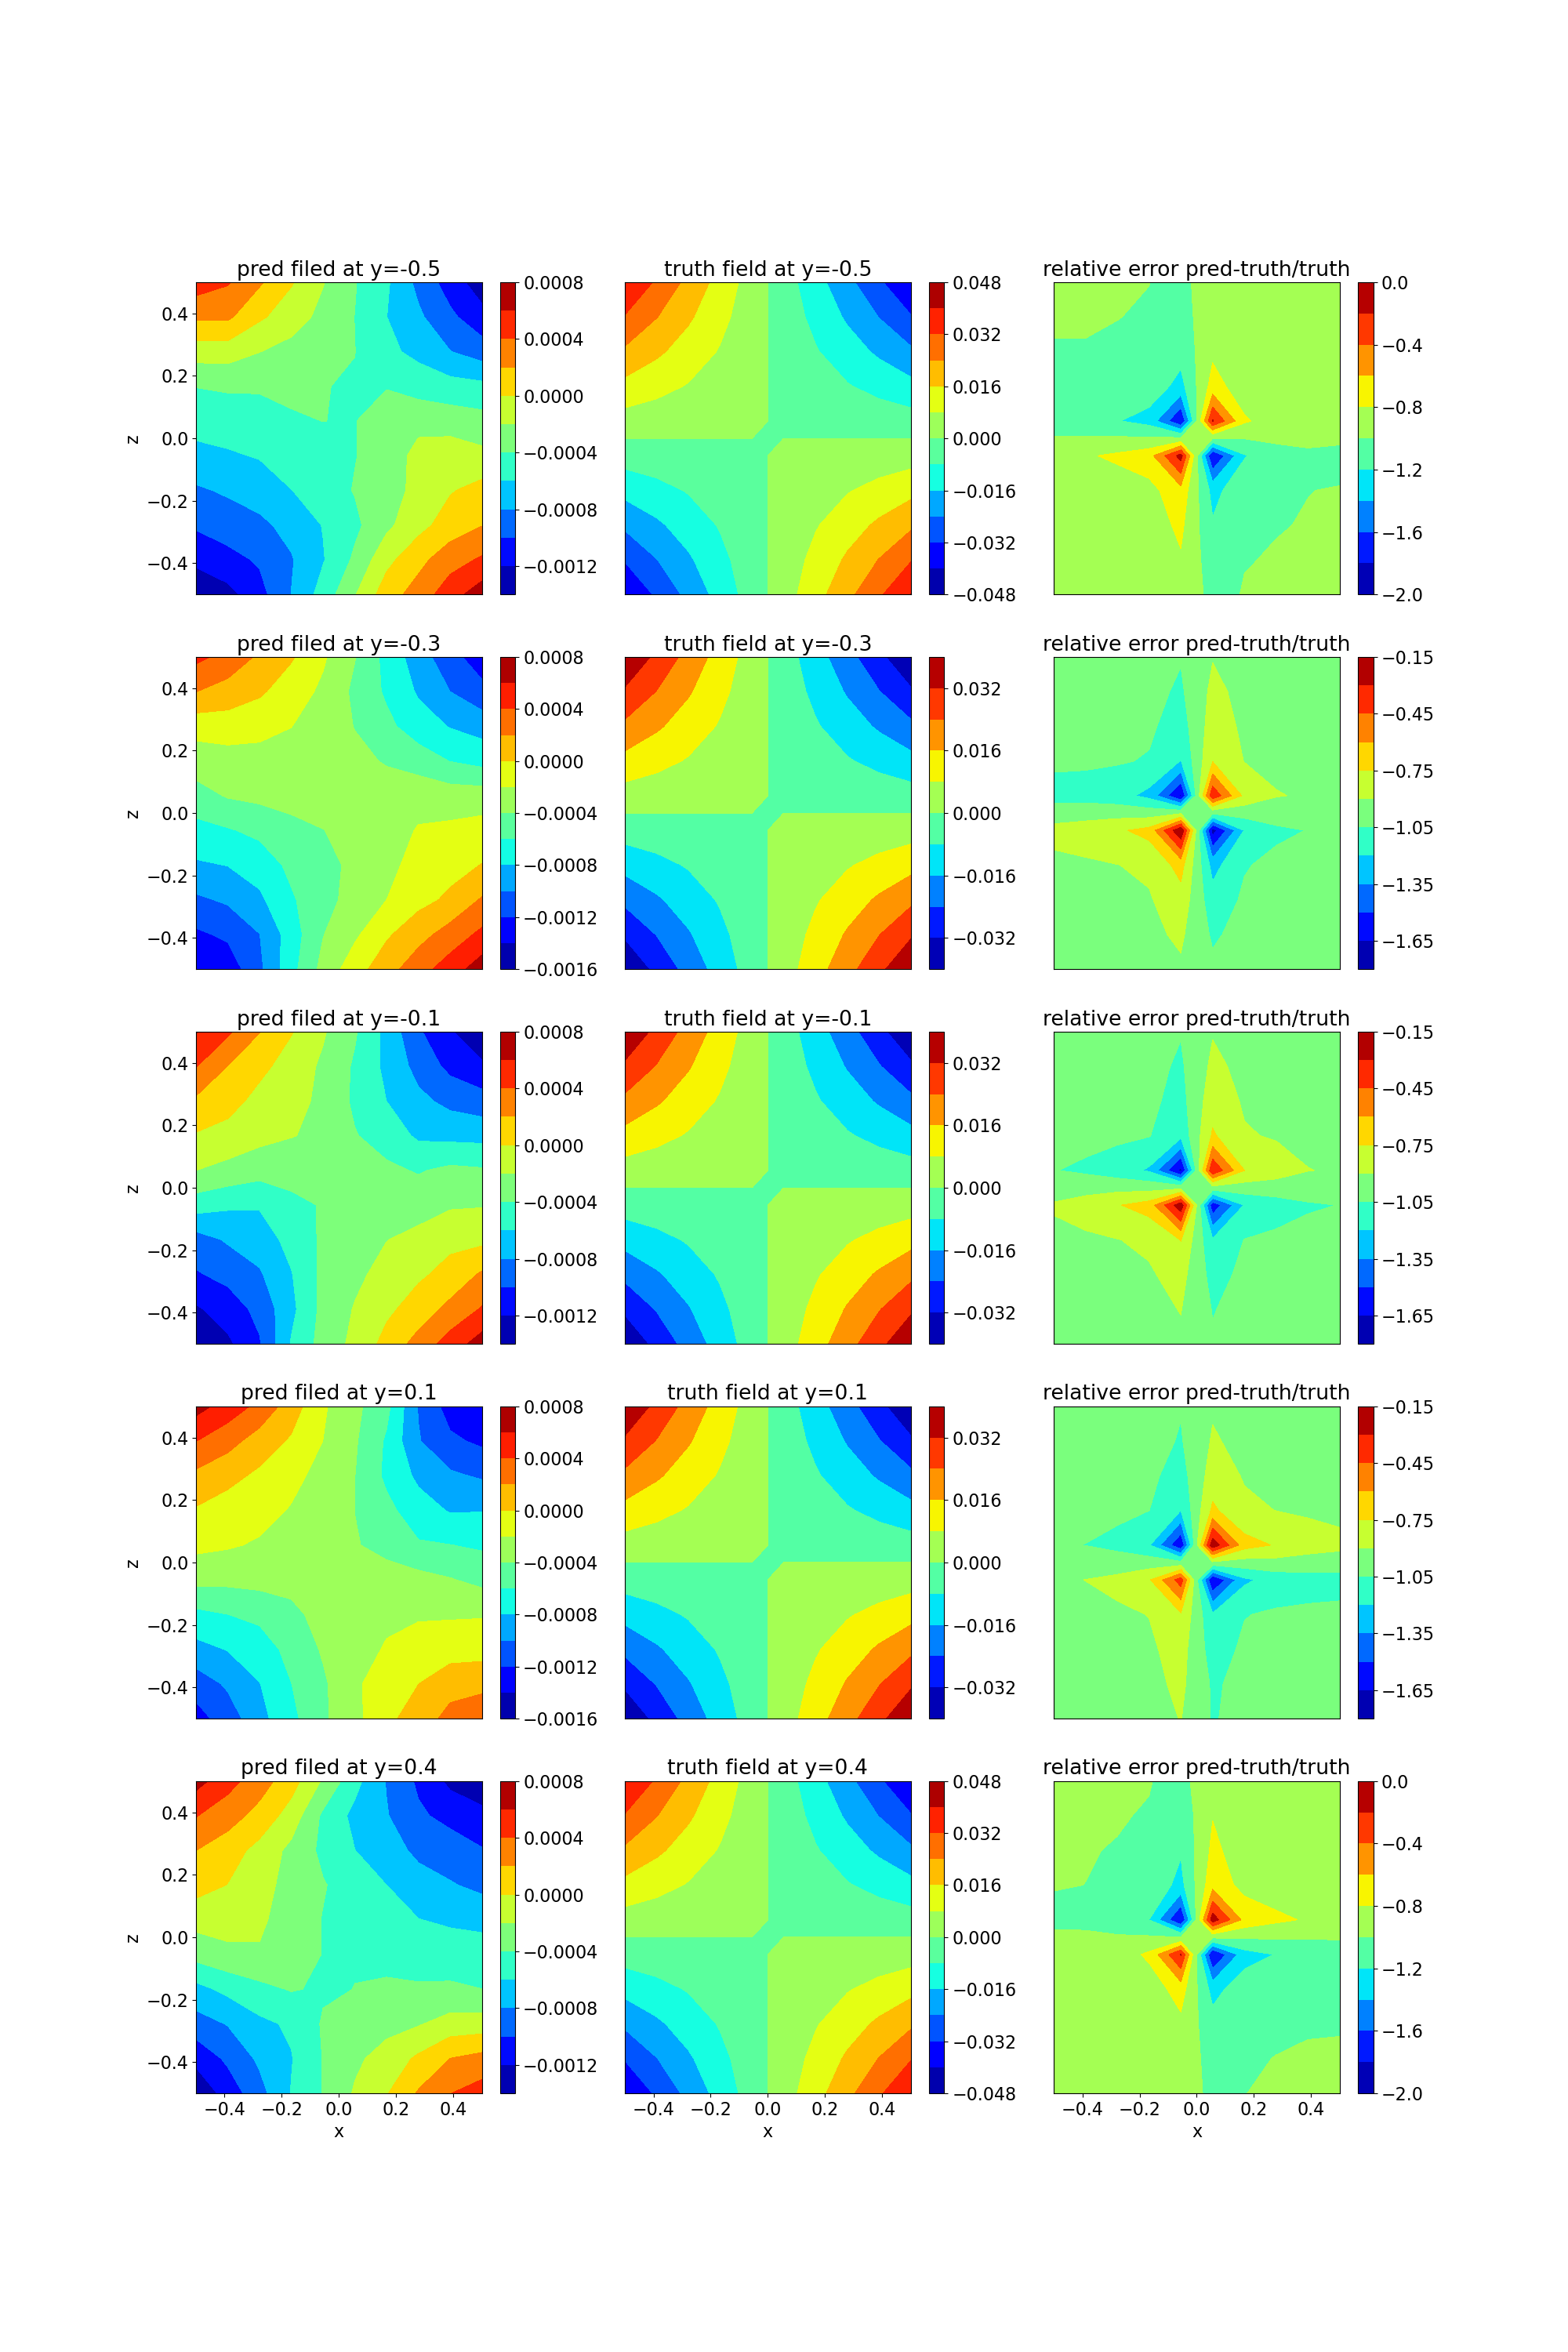 pred filed at y=-0.5 truth field at y=-0.5 relative error pred-truth/truth
z 0.4 0.2 0.0 −0.2 −0.4
0.0008 0.0004 0.0000 −0.0004 −0.0008 −0.0012
0.048 0.032 0.016 0.000 −0.016 −0.032 −0.048
0.0 −0.4 −0.8 −1.2 −1.6 −2.0
pred filed at y=-0.3 truth field at y=-0.3 relative error pred-truth/truth
z 0.4 0.2 0.0 −0.2 −0.4
0.0008 0.0004 0.0000 −0.0004 −0.0008 −0.0012 −0.0016
0.032 0.016 0.000 −0.016 −0.032
−0.15 −0.45 −0.75 −1.05 −1.35 −1.65
pred filed at y=-0.1 truth field at y=-0.1 relative error pred-truth/truth
z 0.4 0.2 0.0 −0.2 −0.4
0.0008 0.0004 0.0000 −0.0004 −0.0008 −0.0012
0.032 0.016 0.000 −0.016 −0.032
−0.15 −0.45 −0.75 −1.05 −1.35 −1.65
pred filed at y=0.1 truth field at y=0.1 relative error pred-truth/truth
z 0.4 0.2 0.0 −0.2 −0.4
0.0008 0.0004 0.0000 −0.0004 −0.0008 −0.0012 −0.0016
0.032 0.016 0.000 −0.016 −0.032
−0.15 −0.45 −0.75 −1.05 −1.35 −1.65
pred filed at y=0.4 truth field at y=0.4 relative error pred-truth/truth
z 0.4 0.2 0.0 −0.2 −0.4
0.0008 0.0004 0.0000 −0.0004 −0.0008 −0.0012
0.048 0.032 0.016 0.000 −0.016 −0.032 −0.048
0.0 −0.4 −0.8 −1.2 −1.6 −2.0
−0.4 −0.2 0.0 0.2 0.4 −0.4 −0.2 0.0 0.2 0.4 −0.4 −0.2 0.0 0.2 0.4
x x x